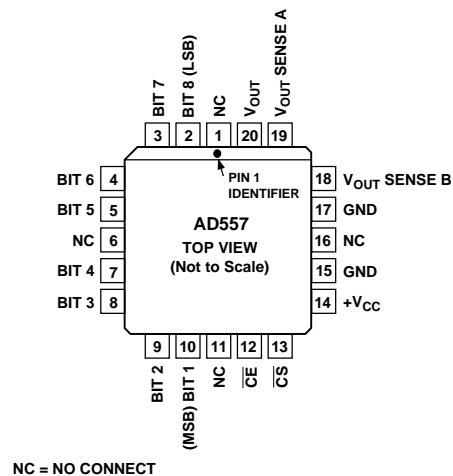 BIT 7
BIT 8 (LSB)
NC
VOUT
VOUT SENSE A
3 2 1 20 19
PIN 1
IDENTIFIER
BIT 6 4
BIT 5 5
NC 6
BIT 4 7
BIT 3 8
AD557
TOP VIEW
(Not to Scale)
18 VOUT SENSE B
17 GND
16 NC
15 GND
14 +VCC
9 10 11 12 13
BIT 2
(MSB) BIT 1
NC
C̅E̅
C̅S̅
NC = NO CONNECT